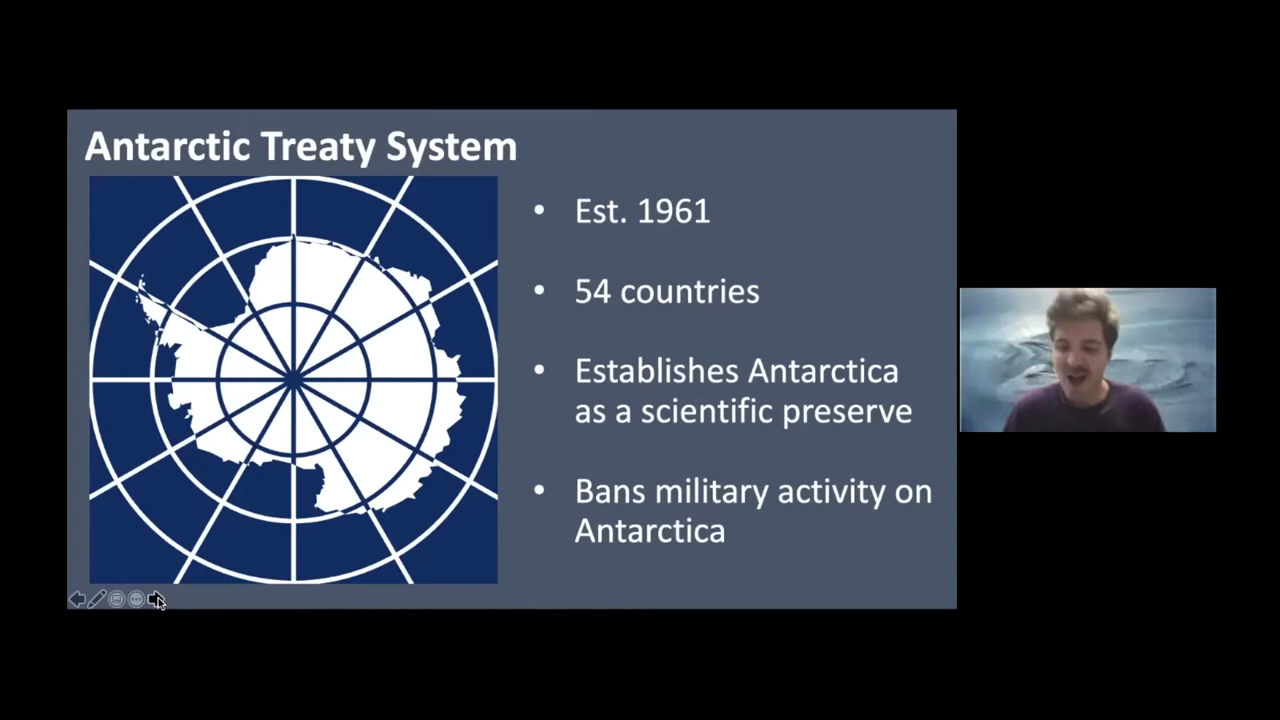 Antarctic Treaty System
• Est. 1961
• 54 countries
• Establishes Antarctica
as a scientific preserve
• Bans military activity on
Antarctica